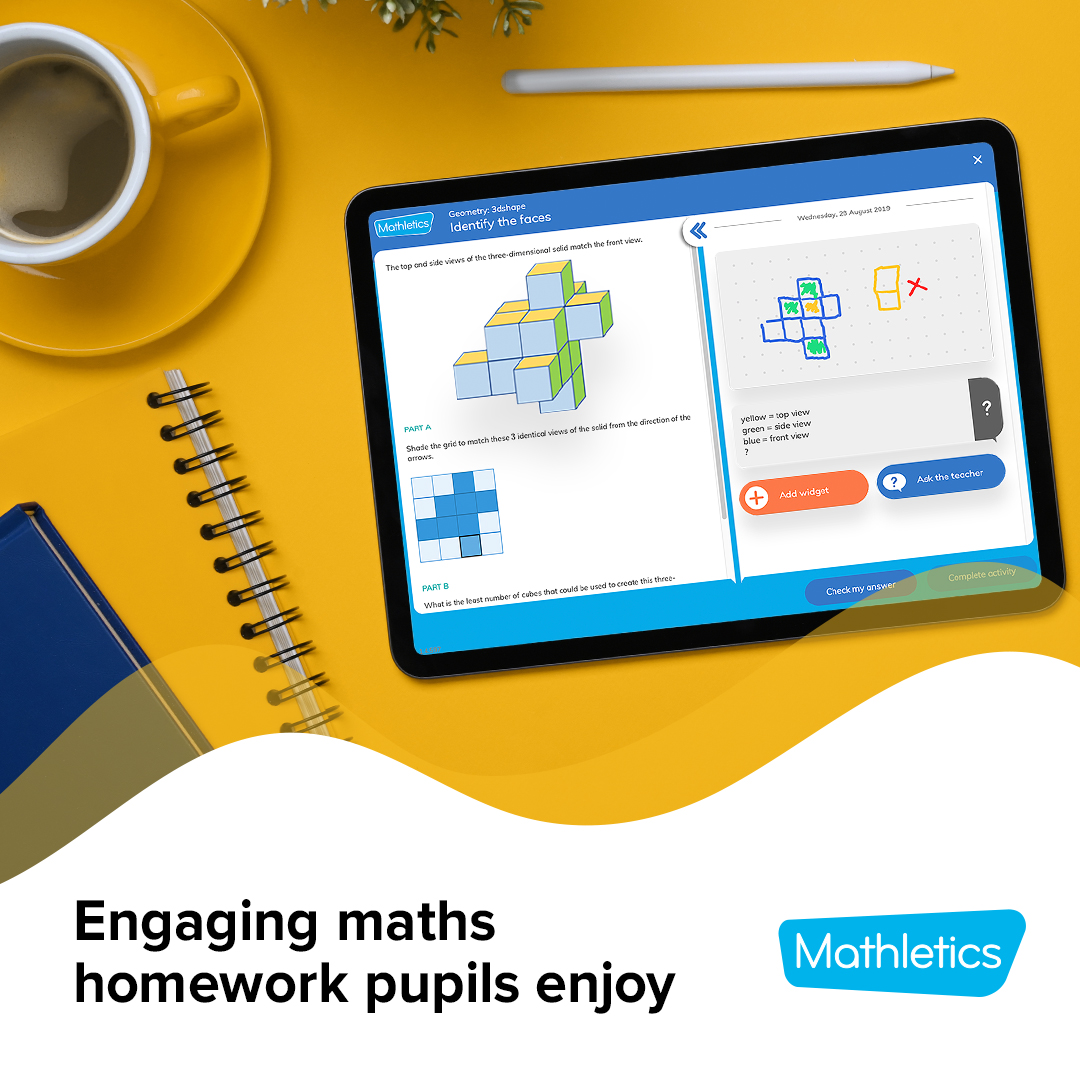 Mathletics
Geometry: 3dshape
Identify the faces
The top and side views of the three-dimensional solid match the front view.
PART A
Shade the grid to match these 3 identical views of the solid from the direction of the
arrows.
PART B
What is the least number of cubes that could be used to create this three-
Wednesday, 23 August 2019
yellow = top view
green = side view
blue = front view
?
?
Add widget
?
Ask the teacher
Check my answer
Complete activity
Engaging maths
homework pupils enjoy
Mathletics